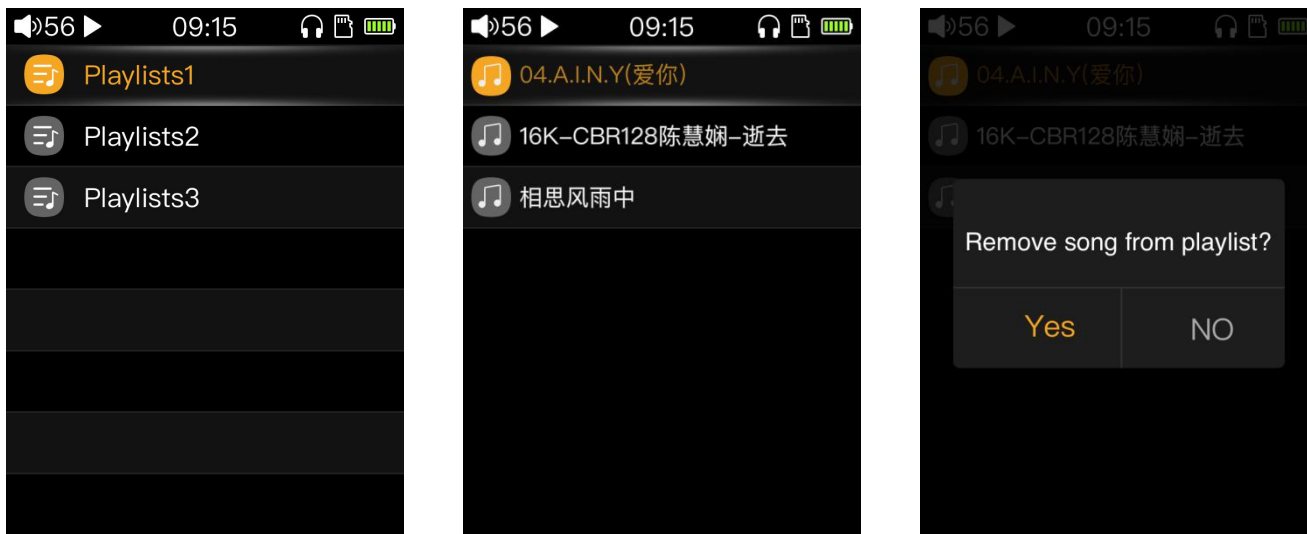 56 09:15
Playlists1
Playlists2
Playlists3
56 09:15
04.A.I.N.Y(爱你)
16K-CBR128陈慧娴-逝去
相思风雨中
56 09:15
04.A.I.N.Y(爱你)
16K-CBR128陈慧娴-逝去
Remove song from playlist?
Yes NO